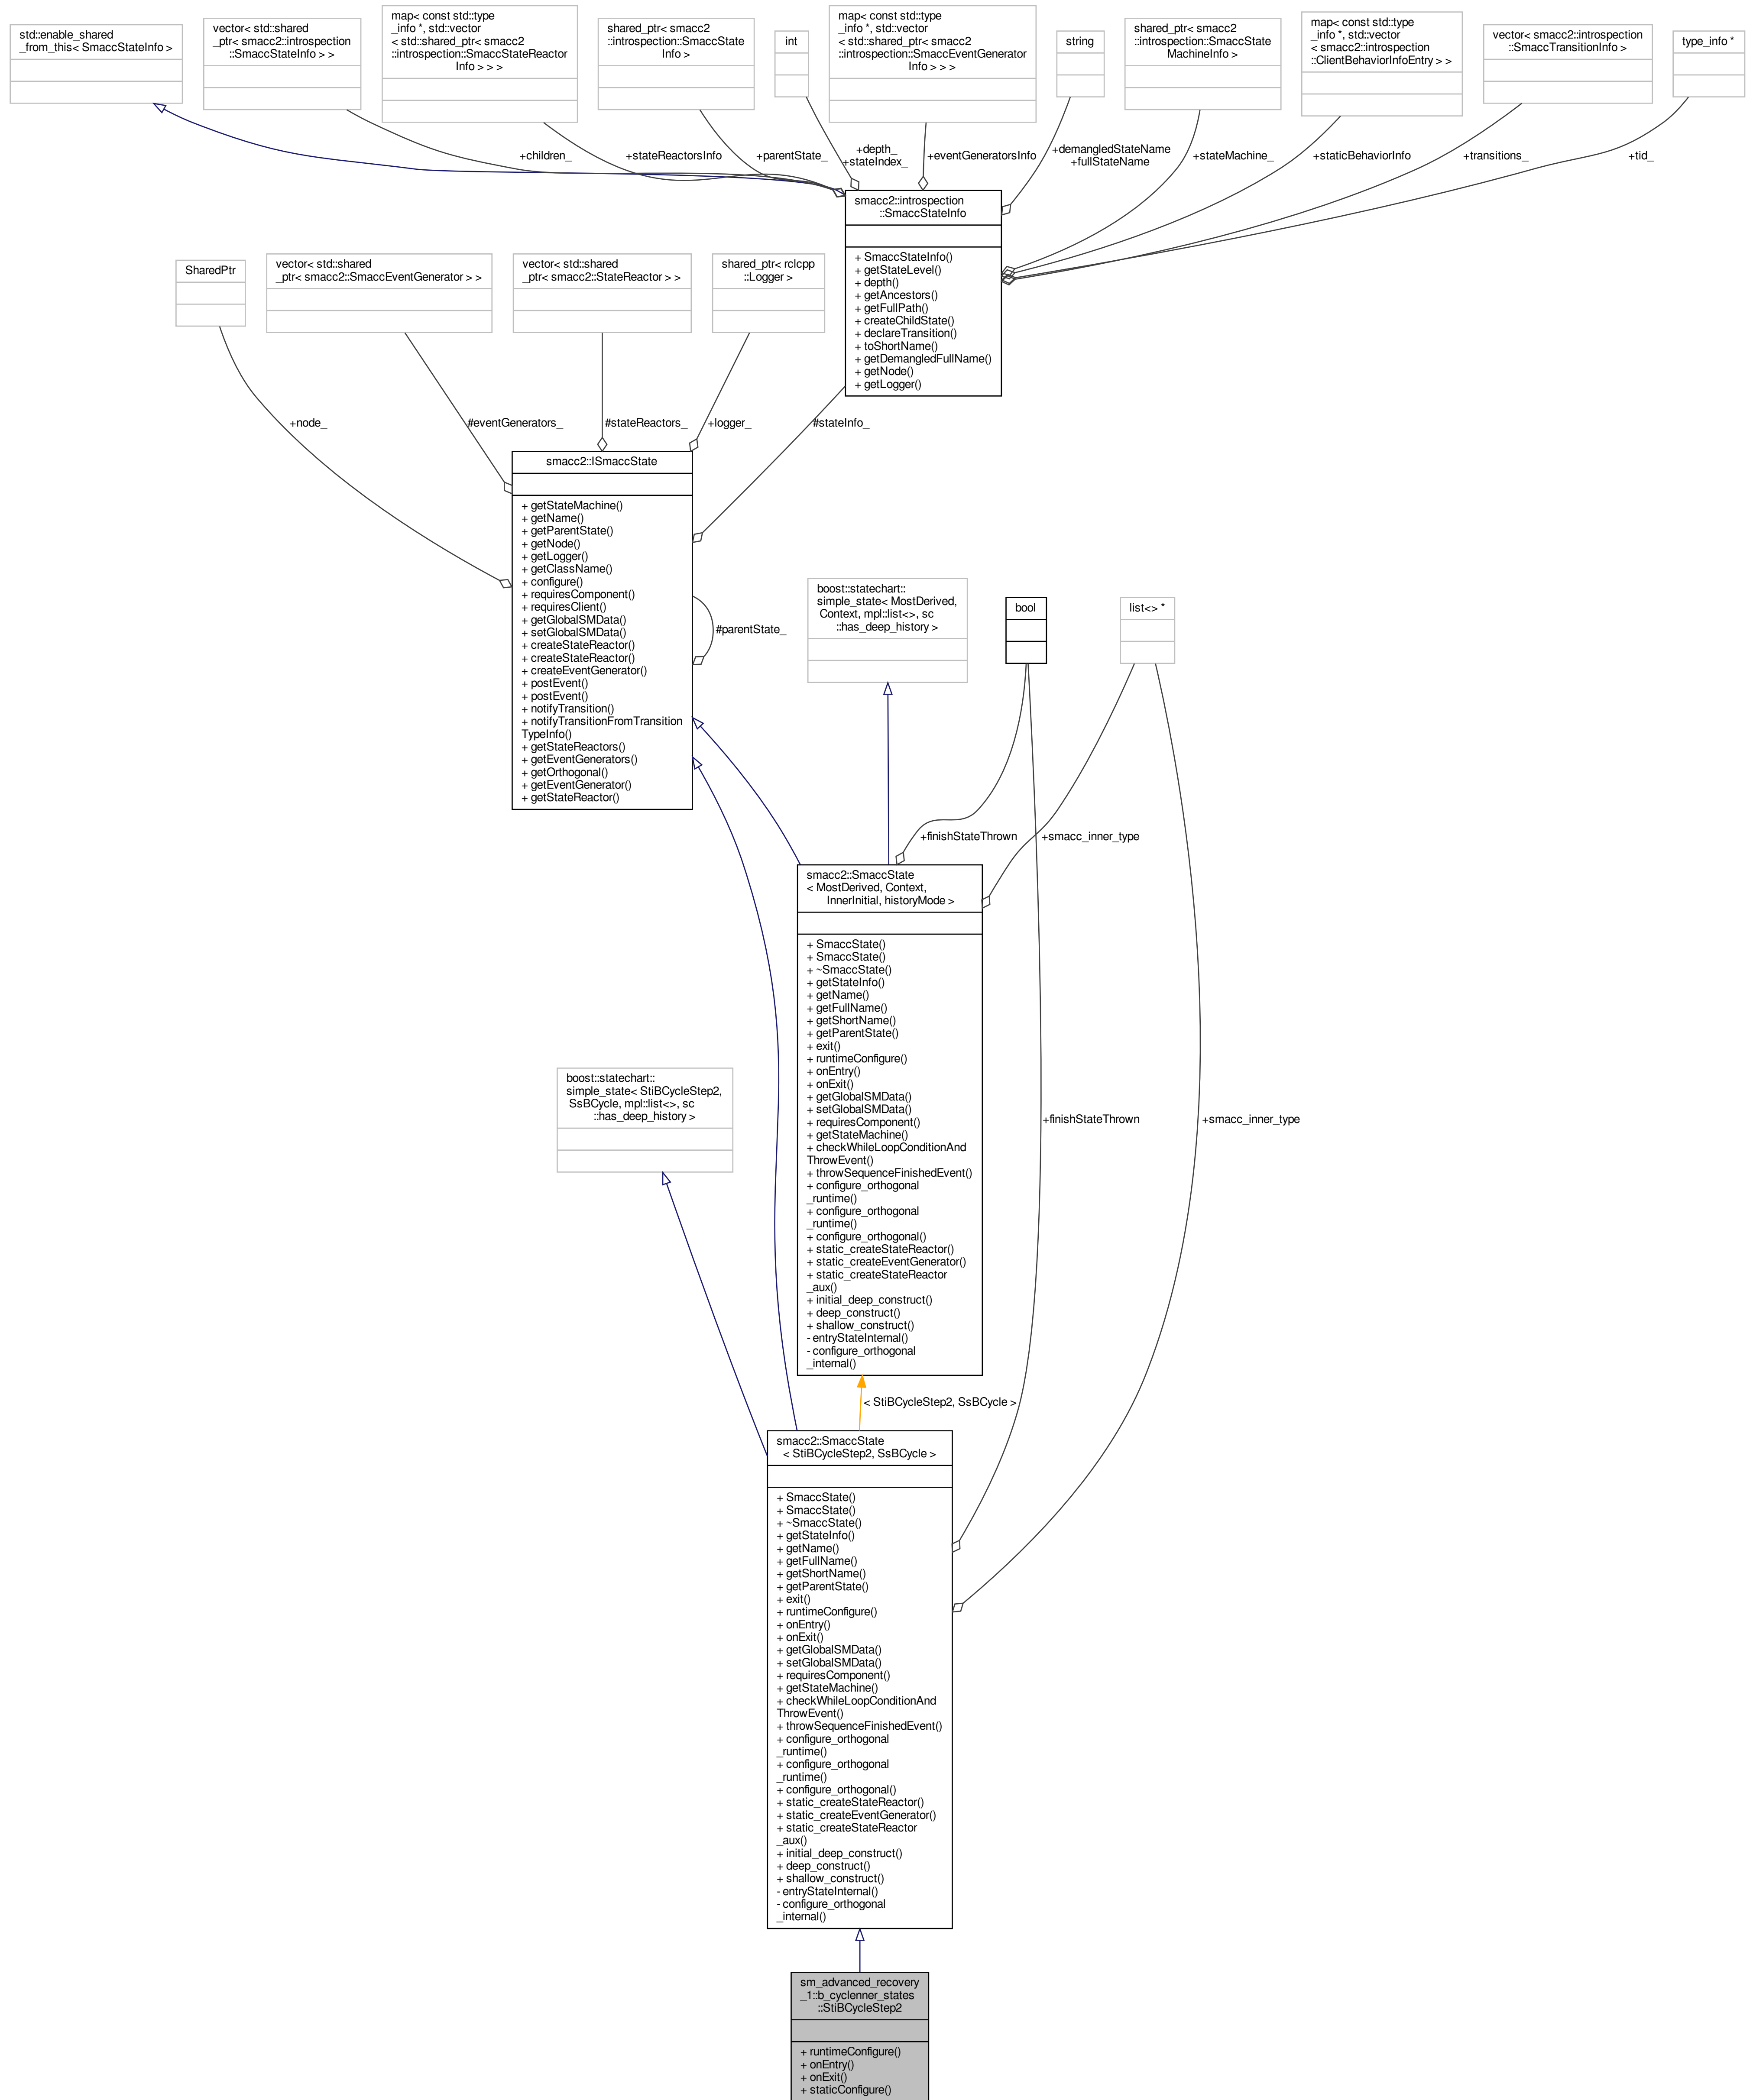 std::enable_shared
_from_this< SmaccStateInfo >
vector< std::shared
_ptr< smacc2::introspection
::SmaccStateInfo > >
map< const std::type
_info *, std::vector
< std::shared_ptr< smacc2
::introspection::SmaccStateReactor
Info > > >
shared_ptr< smacc2
::introspection::SmaccState
Info >
int
map< const std::type
_info *, std::vector
< std::shared_ptr< smacc2
::introspection::SmaccEventGenerator
Info > > >
string
shared_ptr< smacc2
::introspection::SmaccState
MachineInfo >
map< const std::type
_info *, std::vector
< smacc2::introspection
::ClientBehaviorInfoEntry > >
vector< smacc2::introspection
::SmaccTransitionInfo >
type_info *
+children_
+stateReactorsInfo
+parentState_
+depth_
+stateIndex_
+eventGeneratorsInfo
+demangledStateName
+fullStateName
+stateMachine_
+staticBehaviorInfo
+transitions_
+tid_
smacc2::introspection
::SmaccStateInfo
+ SmaccStateInfo()
+ getStateLevel()
+ depth()
+ getAncestors()
+ getFullPath()
+ createChildState()
+ declareTransition()
+ toShortName()
+ getDemangledFullName()
+ getNode()
+ getLogger()
SharedPtr
vector< std::shared
_ptr< smacc2::SmaccEventGenerator > >
vector< std::shared
_ptr< smacc2::StateReactor > >
shared_ptr< rclcpp
::Logger >
+node_
#eventGenerators_
#stateReactors_
+logger_
#stateInfo_
smacc2::ISmaccState
+ getStateMachine()
+ getName()
+ getParentState()
+ getNode()
+ getLogger()
+ getClassName()
+ configure()
+ requiresComponent()
+ requiresClient()
+ getGlobalSMData()
+ setGlobalSMData()
+ createStateReactor()
+ createStateReactor()
+ createEventGenerator()
+ postEvent()
+ postEvent()
+ notifyTransition()
+ notifyTransitionFromTransition
TypeInfo()
+ getStateReactors()
+ getEventGenerators()
+ getOrthogonal()
+ getEventGenerator()
+ getStateReactor()
#parentState_
boost::statechart::
simple_state< MostDerived,
Context, mpl::list<>, sc
::has_deep_history >
bool
list<> *
+finishStateThrown
+smacc_inner_type
smacc2::SmaccState
< MostDerived, Context,
InnerInitial, historyMode >
+ SmaccState()
+ SmaccState()
+ ~SmaccState()
+ getStateInfo()
+ getName()
+ getFullName()
+ getShortName()
+ getParentState()
+ exit()
+ runtimeConfigure()
+ onEntry()
+ onExit()
+ getGlobalSMData()
+ setGlobalSMData()
+ requiresComponent()
+ getStateMachine()
+ checkWhileLoopConditionAnd
ThrowEvent()
+ throwSequenceFinishedEvent()
+ configure_orthogonal
_runtime()
+ configure_orthogonal
_runtime()
+ configure_orthogonal()
+ static_createStateReactor()
+ static_createEventGenerator()
+ static_createStateReactor
_aux()
+ initial_deep_construct()
+ deep_construct()
+ shallow_construct()
- entryStateInternal()
- configure_orthogonal
_internal()
boost::statechart::
simple_state< StiBCycleStep2,
SsBCycle, mpl::list<>, sc
::has_deep_history >
+finishStateThrown
+smacc_inner_type
< StiBCycleStep2, SsBCycle >
smacc2::SmaccState
< StiBCycleStep2, SsBCycle >
+ SmaccState()
+ SmaccState()
+ ~SmaccState()
+ getStateInfo()
+ getName()
+ getFullName()
+ getShortName()
+ getParentState()
+ exit()
+ runtimeConfigure()
+ onEntry()
+ onExit()
+ getGlobalSMData()
+ setGlobalSMData()
+ requiresComponent()
+ getStateMachine()
+ checkWhileLoopConditionAnd
ThrowEvent()
+ throwSequenceFinishedEvent()
+ configure_orthogonal
_runtime()
+ configure_orthogonal
_runtime()
+ configure_orthogonal()
+ static_createStateReactor()
+ static_createEventGenerator()
+ static_createStateReactor
_aux()
+ initial_deep_construct()
+ deep_construct()
+ shallow_construct()
- entryStateInternal()
- configure_orthogonal
_internal()
sm_advanced_recovery
_1::b_cyclenner_states
::StiBCycleStep2
+ runtimeConfigure()
+ onEntry()
+ onExit()
+ staticConfigure()